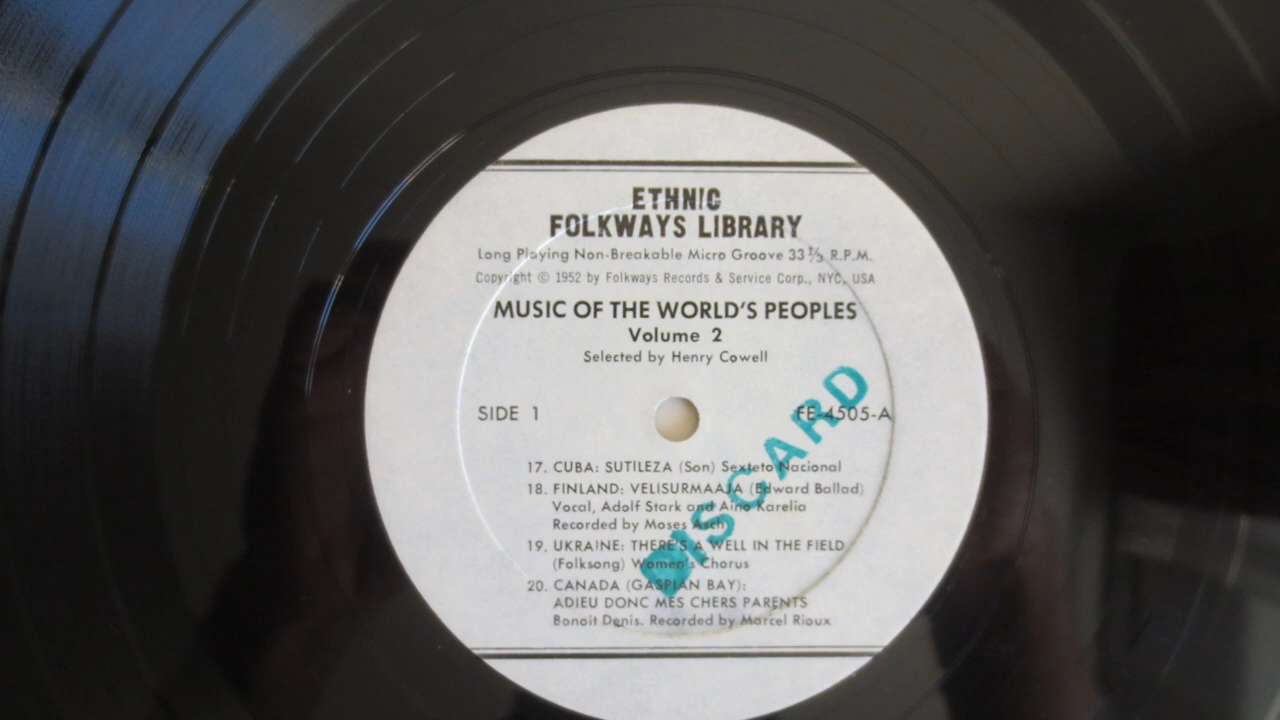 ETHNIC
FOLKWAYS LIBRARY
Long Playing Non-Breakable Micro Groove 33⅓ R.P.M.
Copyright © 1952 by Folkways Records & Service Corp., NYC, USA
MUSIC OF THE WORLD'S PEOPLES
Volume 2
Selected by Henry Cowell
SIDE 1
FE-4505-A
17. CUBA: SUTILEZA (Son) Sexteto Nacional
18. FINLAND: VELISURMAAJA (Edward Ballad)
Vocal, Adolf Stark and Aino Karelia
Recorded by Moses Asch
19. UKRAINE: THERE'S A WELL IN THE FIELD
(Folksong) Women's Chorus
20. CANADA (GASPIAN BAY):
ADIEU DONC MES CHERS PARENTS
Bonoit Denis. Recorded by Marcel Rioux
DISCARD